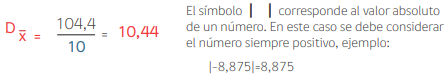 D x̅ = 104,4 / 10 = 10,44
El símbolo | | corresponde al valor absoluto
de un número. En este caso se debe considerar
el número siempre positivo, ejemplo:
|-8,875|=8,875